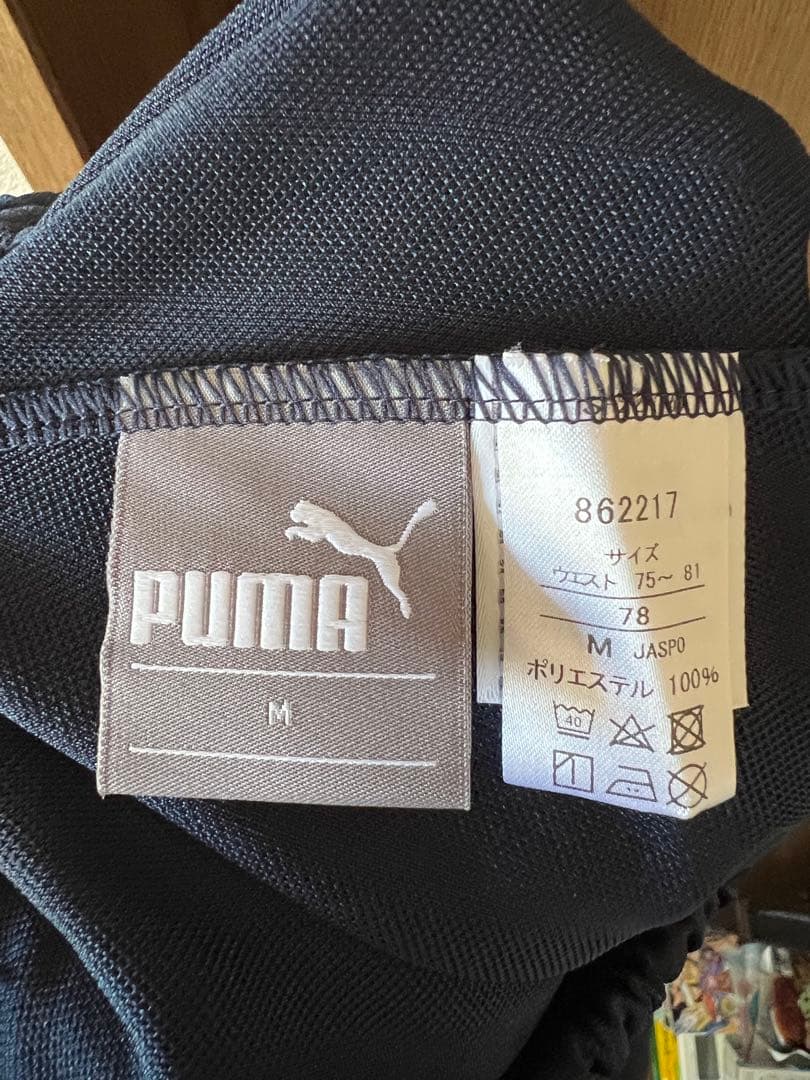 PUMA
M
862217
サイズ
ウエスト 75～81
78
M JASPO
ポリエステル 100%
40